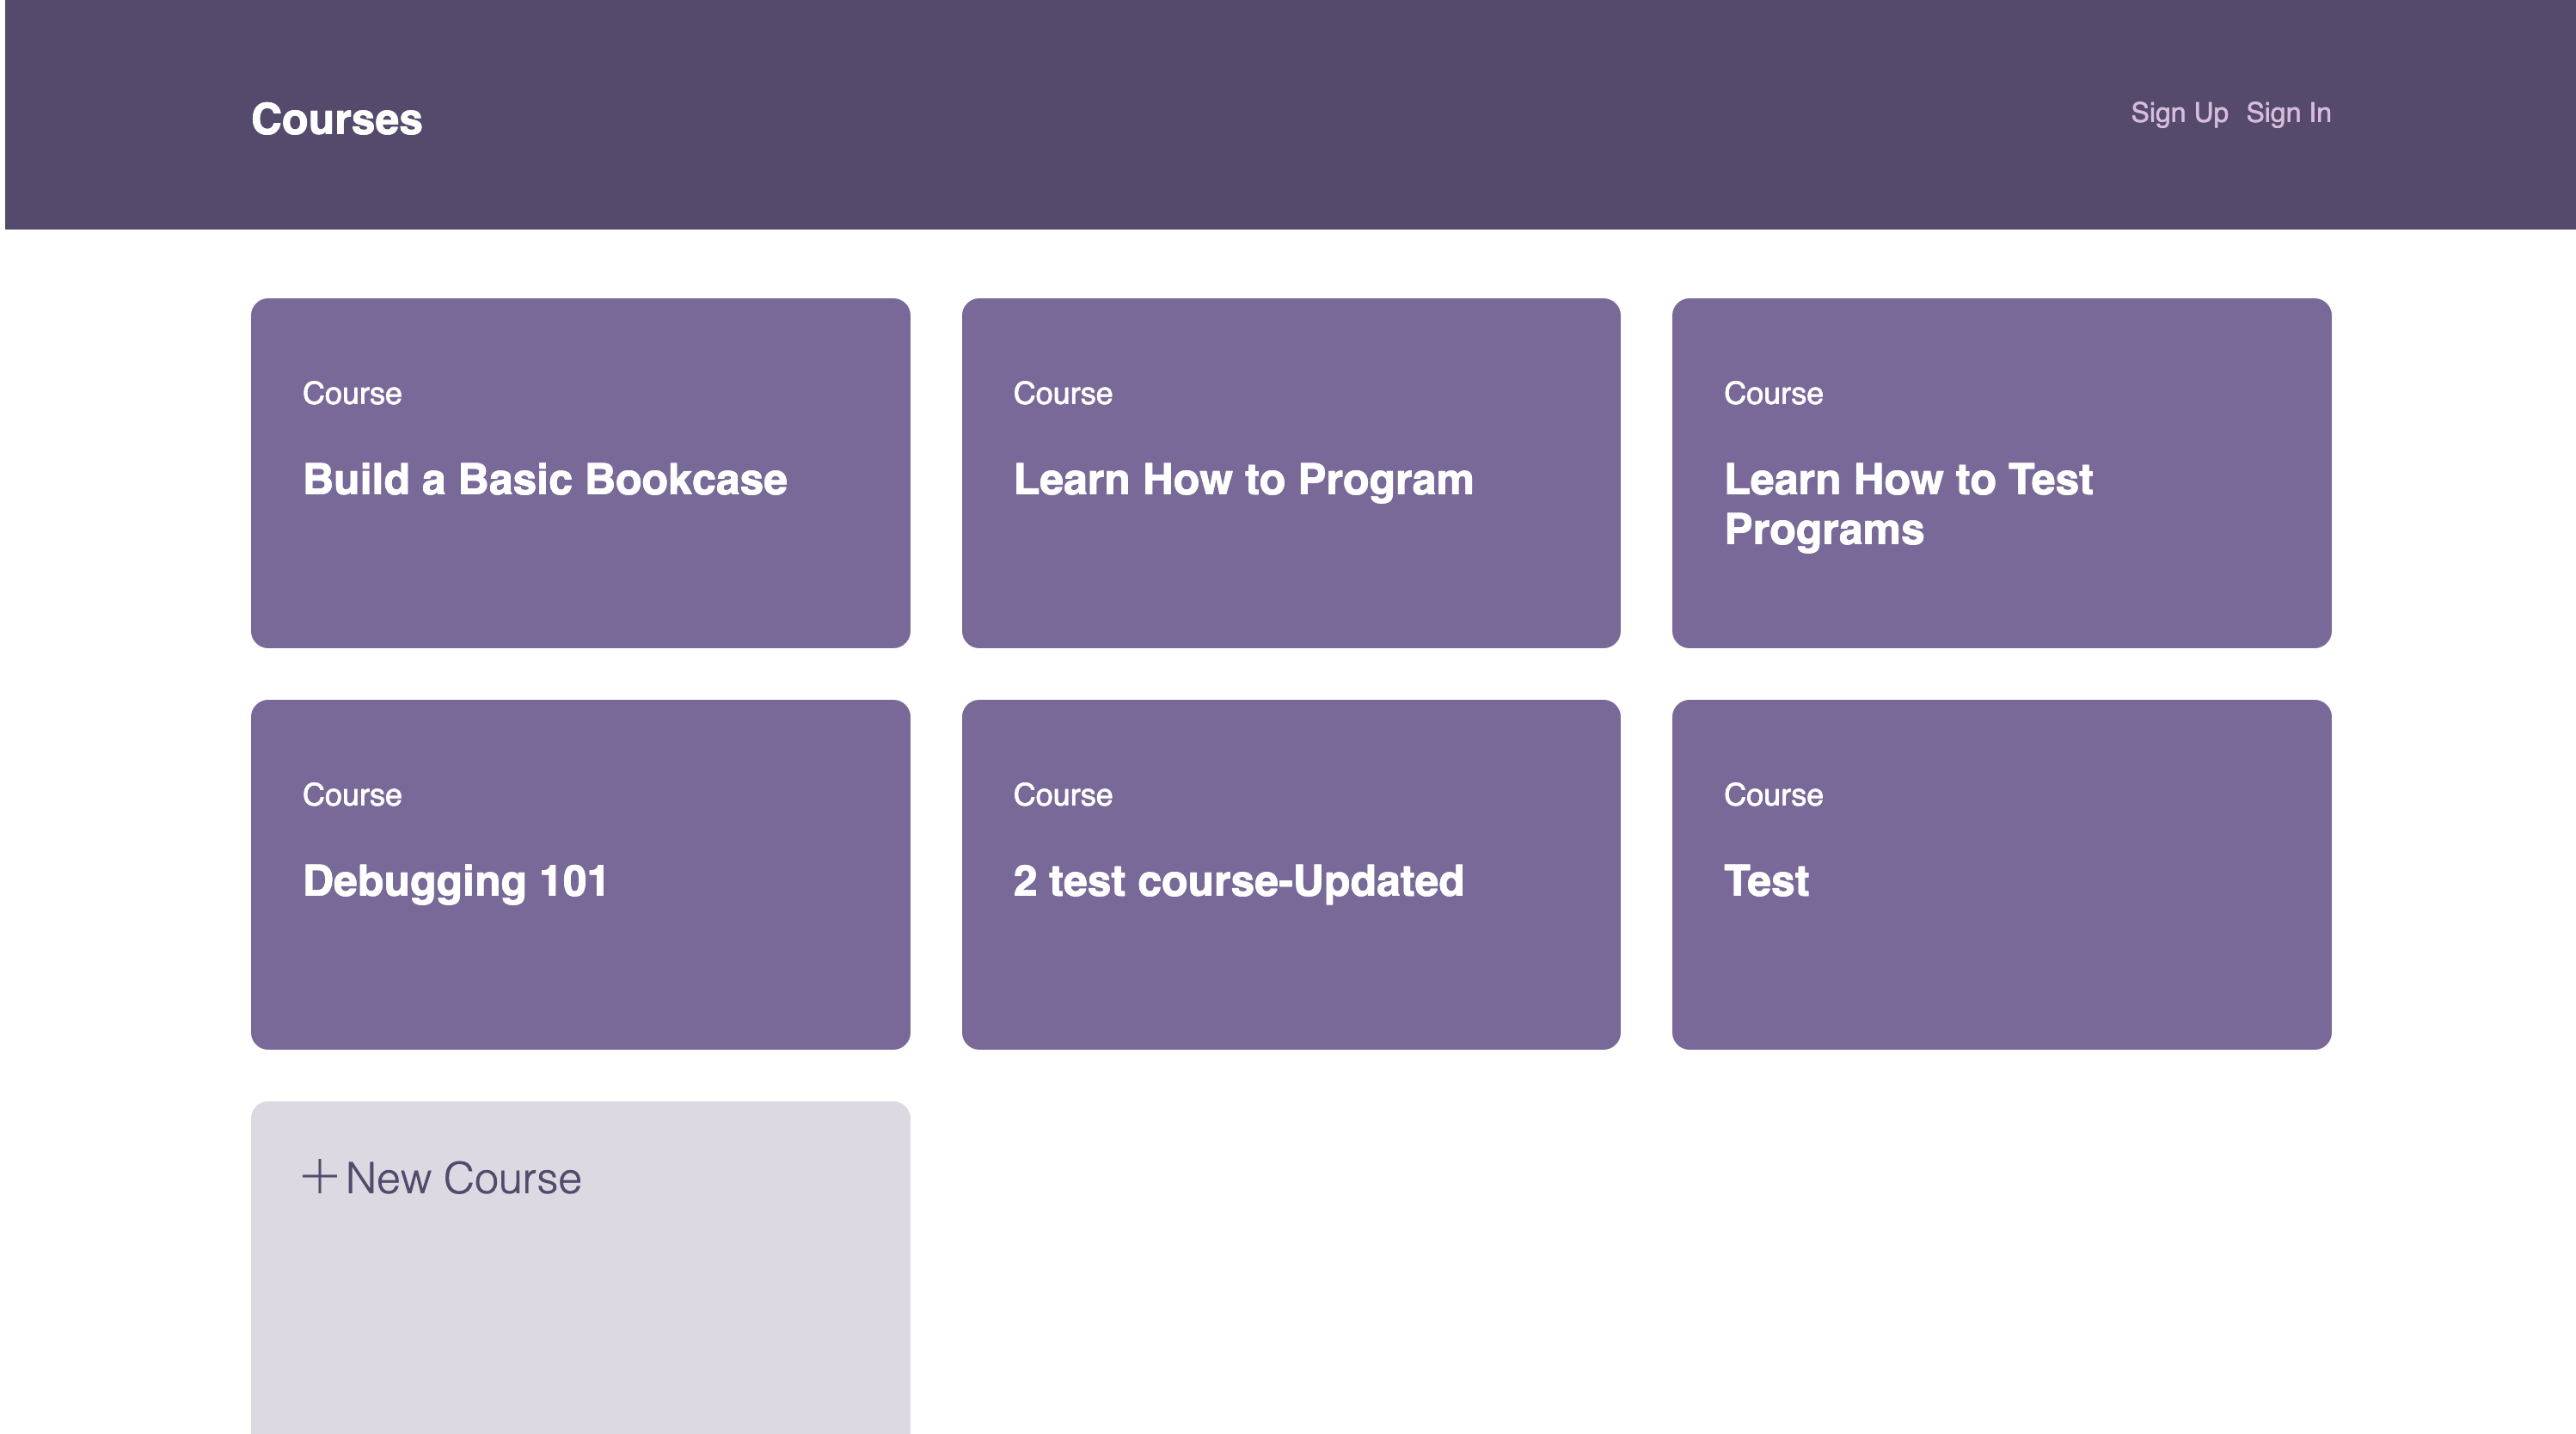 Courses
Sign Up Sign In
Course
Build a Basic Bookcase
Course
Learn How to Program
Course
Learn How to Test
Programs
Course
Debugging 101
Course
2 test course-Updated
Course
Test
New Course